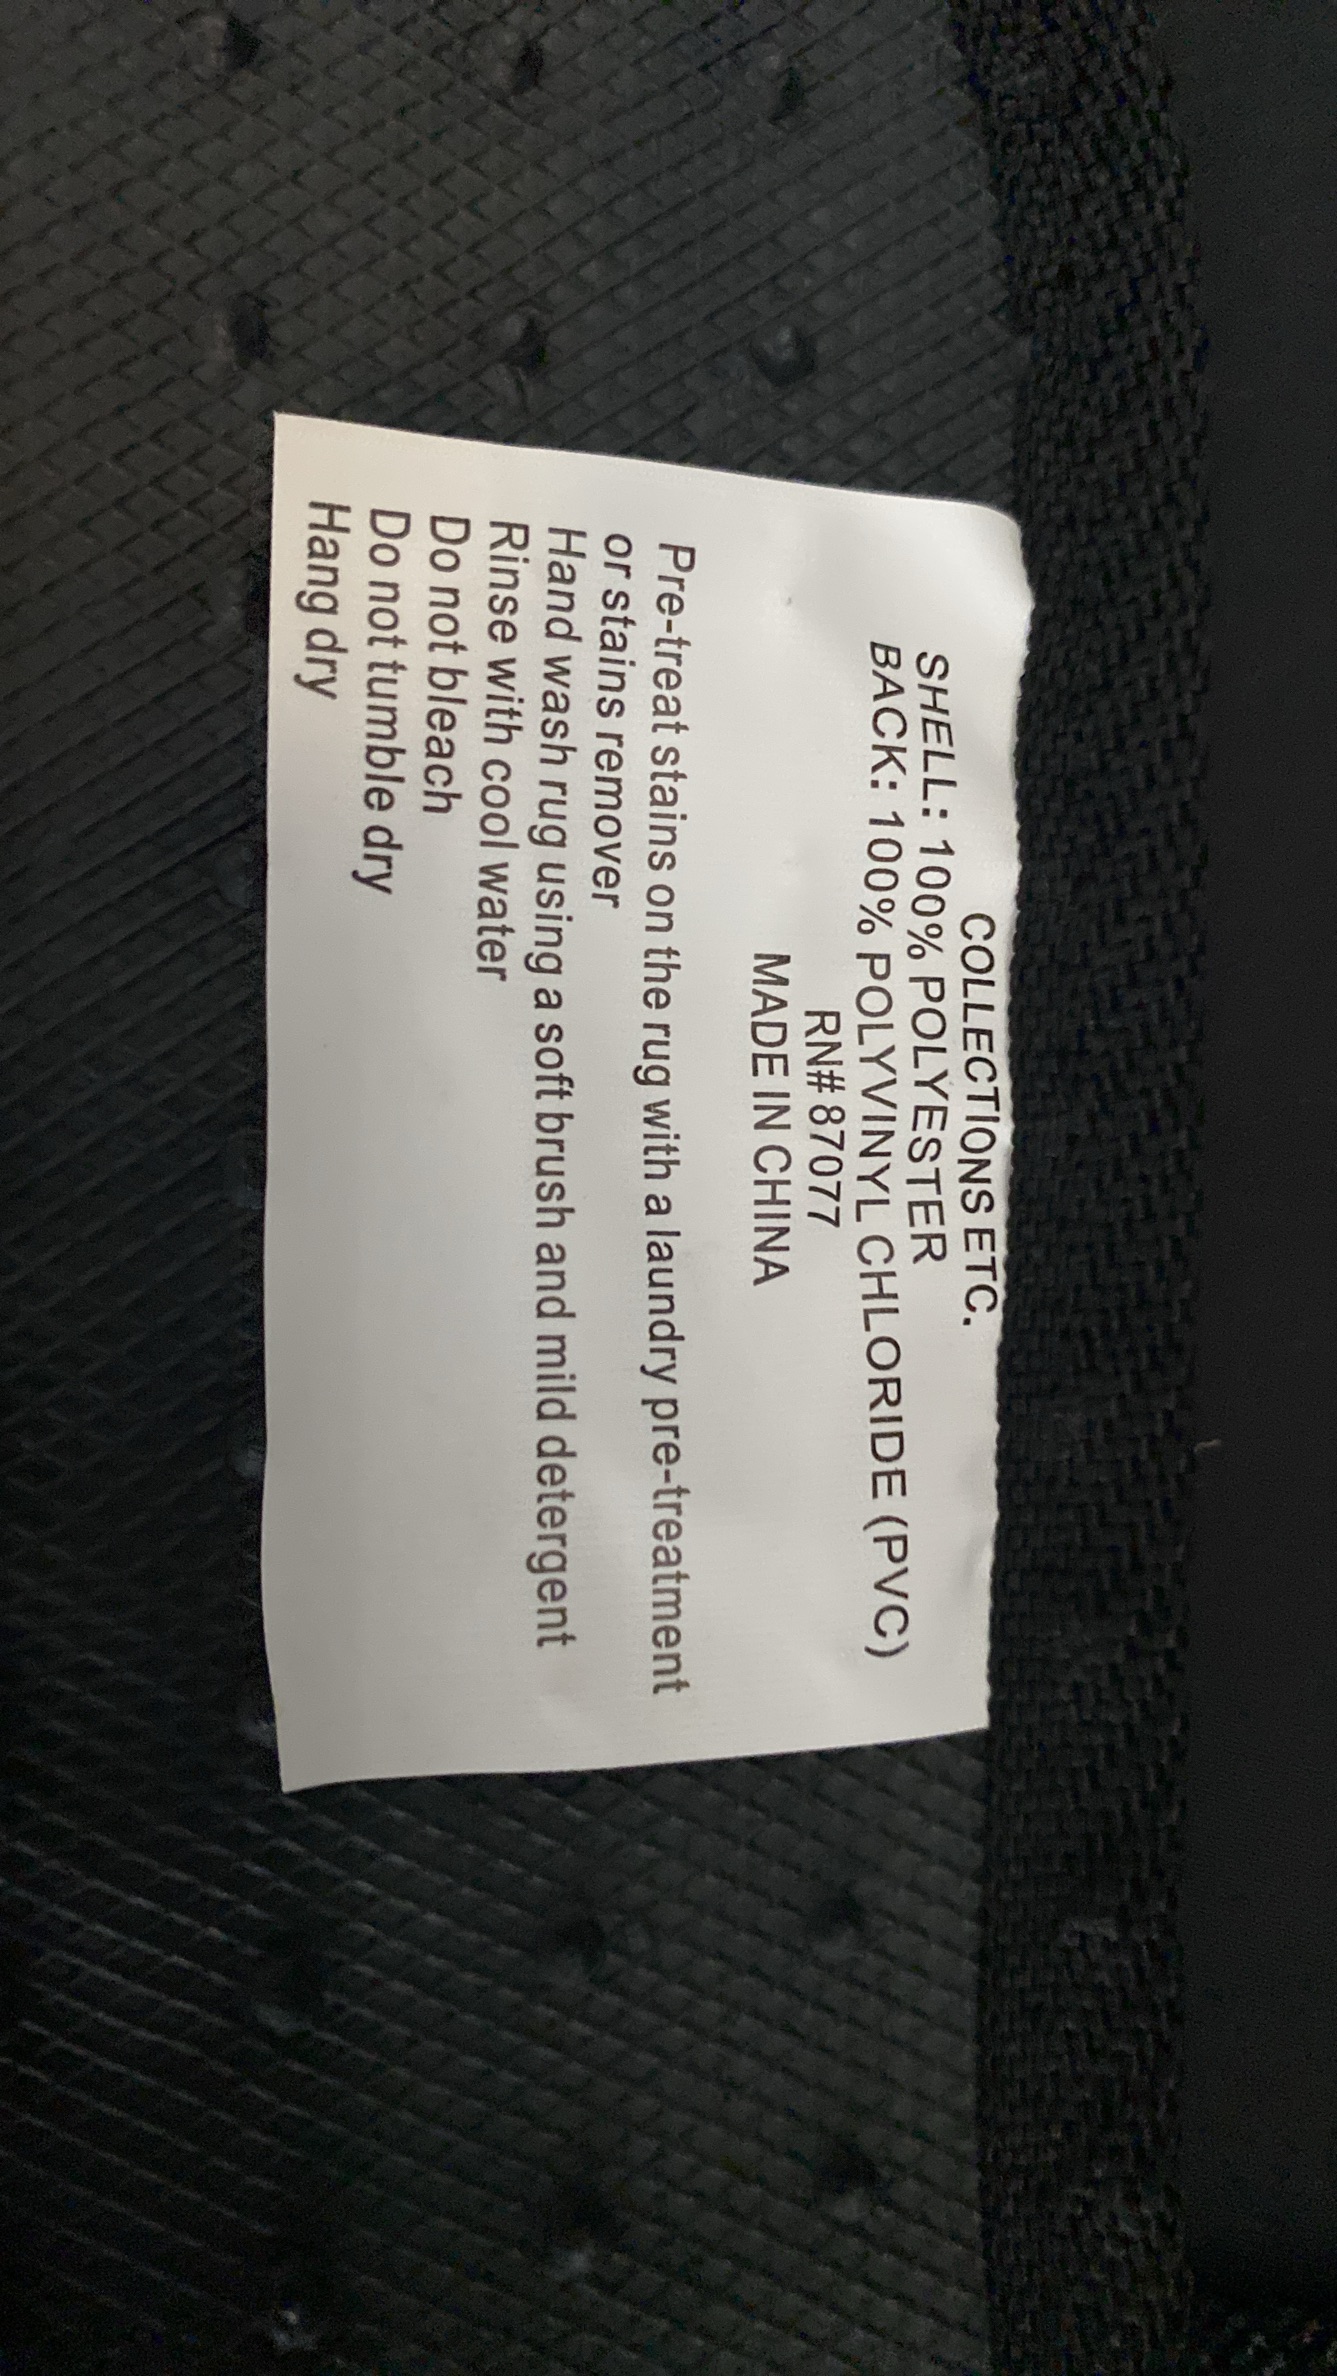 COLLECTIONS ETC.
SHELL: 100% POLYESTER
BACK: 100% POLYVINYL CHLORIDE (PVC)
RN# 87077
MADE IN CHINA
Pre-treat stains on the rug with a laundry pre-treatment
or stains remover
Hand wash rug using a soft brush and mild detergent
Rinse with cool water
Do not bleach
Do not tumble dry
Hang dry